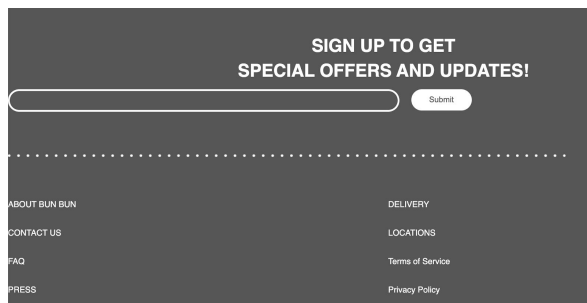 SIGN UP TO GET
SPECIAL OFFERS AND UPDATES!
Submit
ABOUT BUN BUN
CONTACT US
FAQ
PRESS
DELIVERY
LOCATIONS
Terms of Service
Privacy Policy